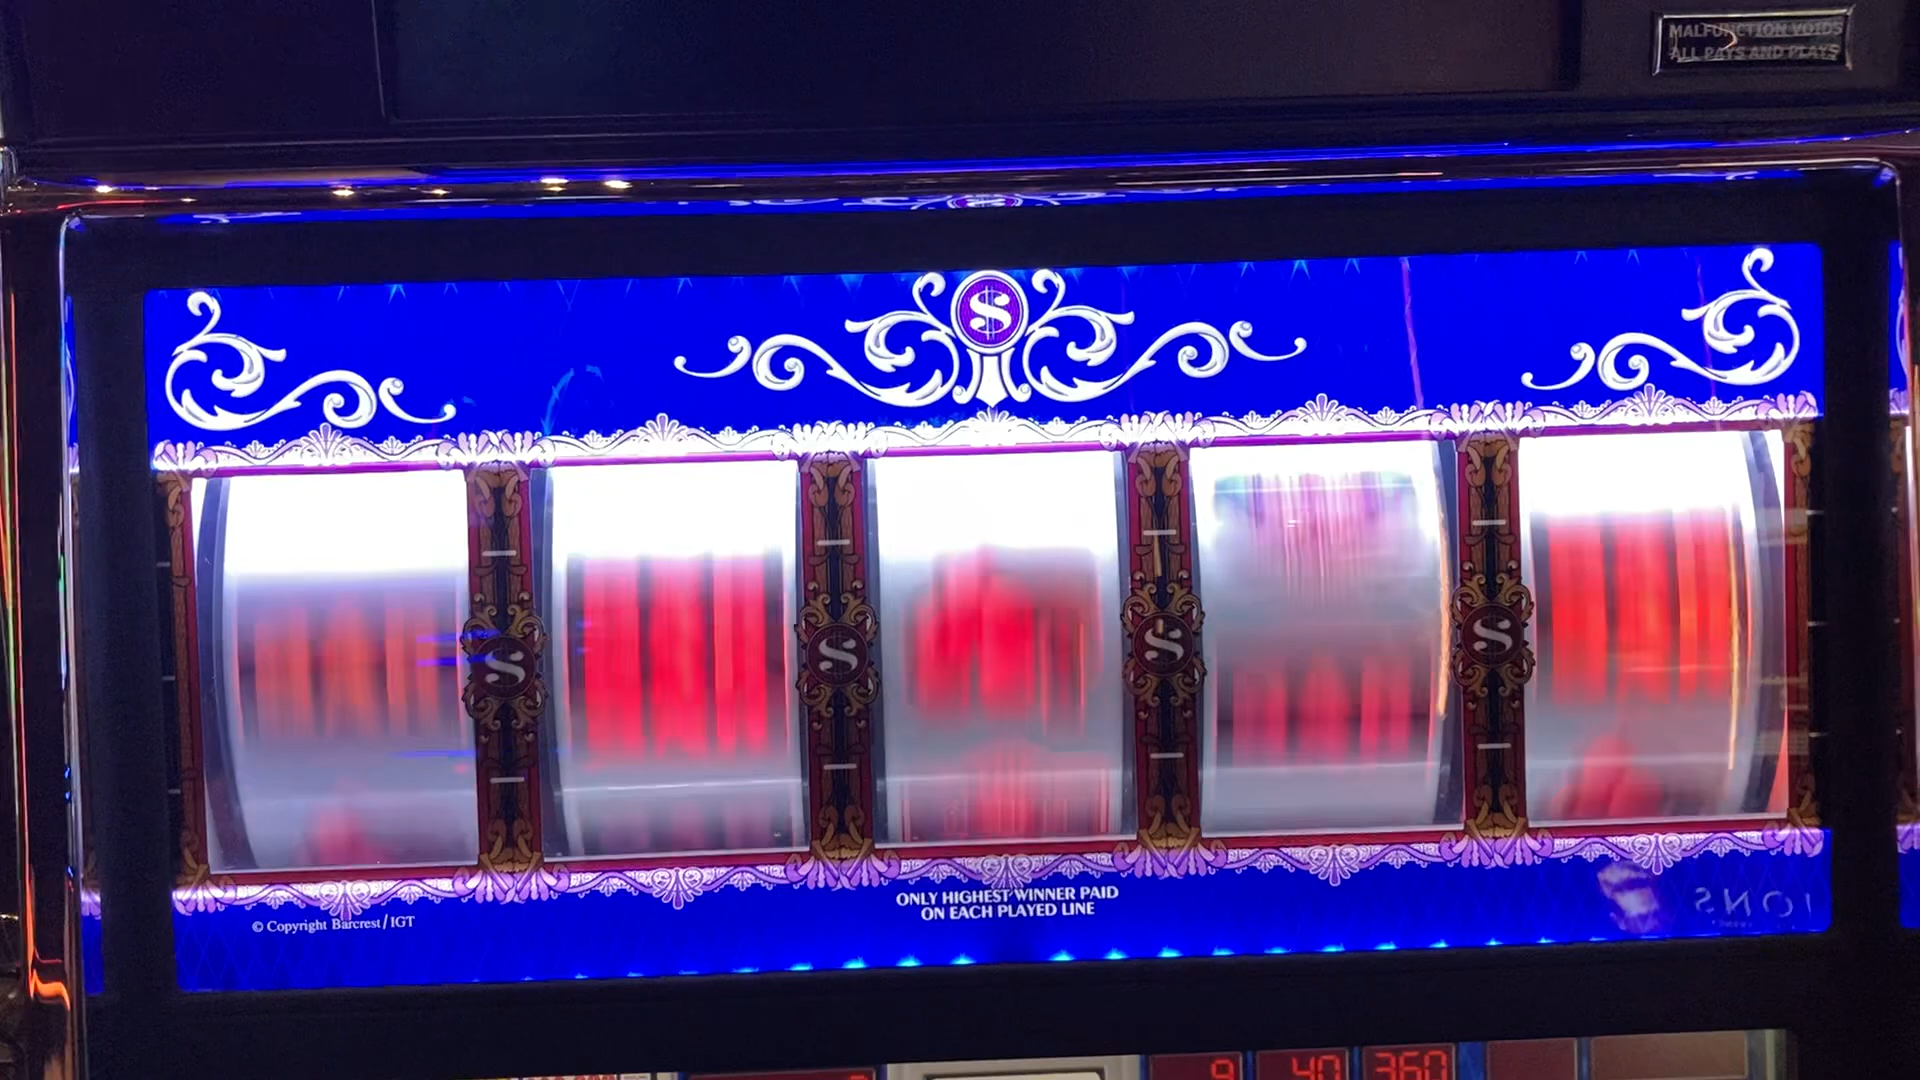 MALFUNCTION VOIDS
ALL PAYS AND PLAYS
$
S
S
S
S
ONLY HIGHEST WINNER PAID
ON EACH PLAYED LINE
© Copyright Barcrest/IGT
IONS
9 40 360